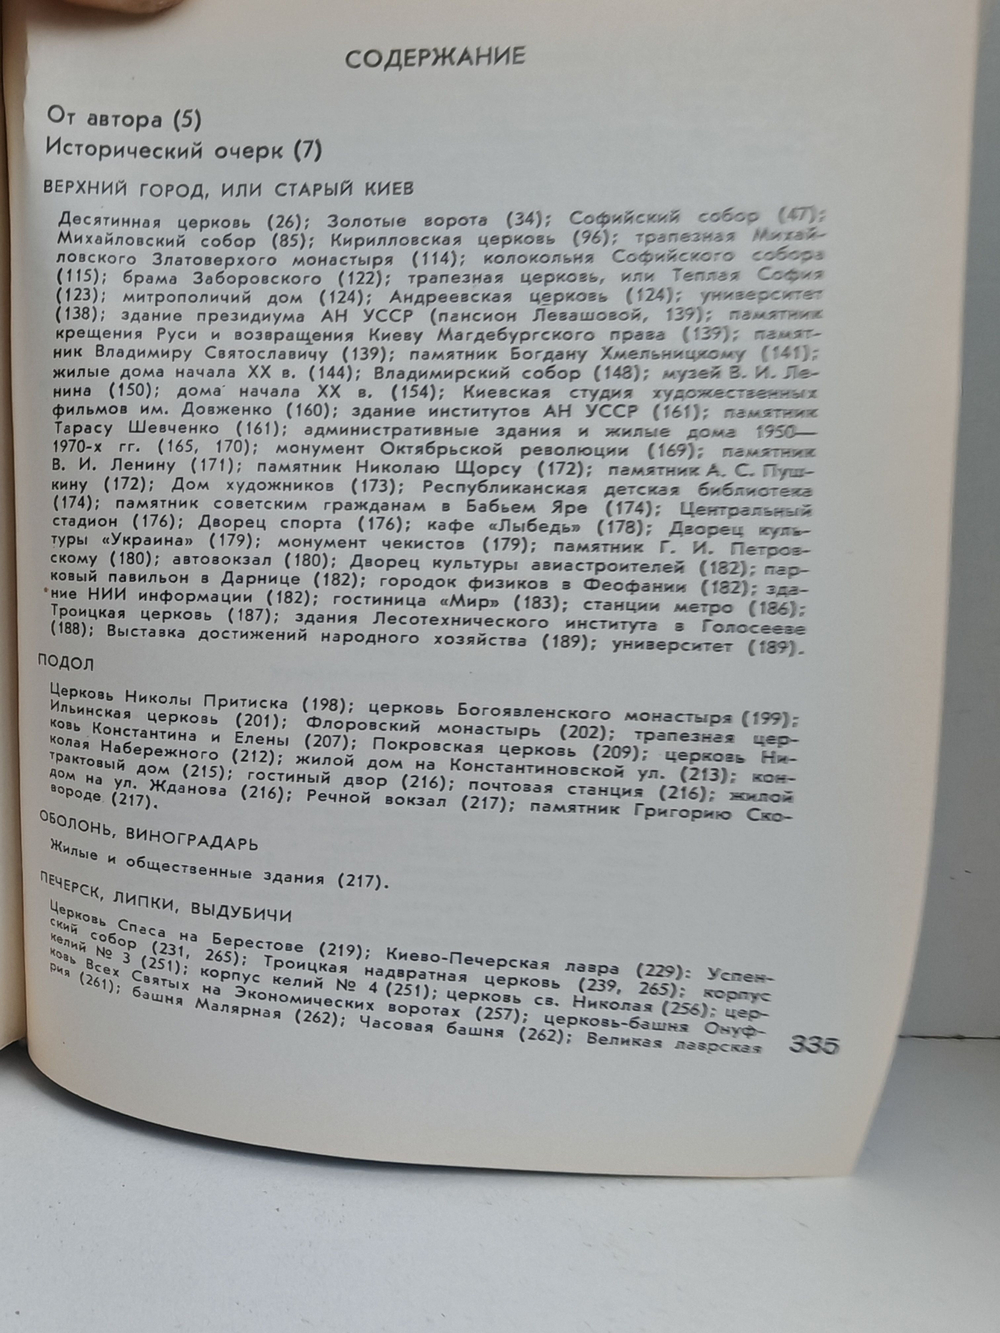 СОДЕРЖАНИЕ
От автора (5)
Исторический очерк (7)
ВЕРХНИЙ ГОРОД, ИЛИ СТАРЫЙ КИЕВ
Десятинная церковь (26); Золотые ворота (34); Софийский собор (47);
Михайловский собор (85); Кирилловская церковь (96); трапезная Михай-
ловского Златоверхого монастыря (114); колокольня Софийского собора
(115); брама Заборовского (122); трапезная церковь, или Теплая София
(123); митрополичий дом (124); Андреевская церковь (124); университет
(138); здание президиума АН УССР (пансион Левашовой, 139); памятник
крещения Руси и возвращения Киеву Магдебургского права (139); памят-
ник Владимиру Святославичу (139); памятник Богдану Хмельницкому (141);
жилые дома начала XX в. (144); Владимирский собор (148); музей В. И. Ле-
нина (150); дома начала XX в. (154); Киевская студия художественных
фильмов им. Довженко (160); здание институтов АН УССР (161); памятник
Тарасу Шевченко (161); административные здания и жилые дома 1950—
1970-х гг. (165, 170); монумент Октябрьской революции (169); памятник
В. И. Ленину (171); памятник Николаю Щорсу (172); памятник А. С. Пуш-
кину (172); Дом художников (173); Республиканская детская библиотека
(174); памятник советским гражданам в Бабьем Яре (174); Центральный
стадион (176); Дворец спорта (176); кафе «Лыбедь» (178); Дворец куль-
туры «Украина» (179); монумент чекистов (179); памятник Г. И. Петров-
скому (180); автовокзал (180); Дворец культуры авиастроителей (182); пар-
ковый павильон в Дарнице (182); городок физиков в Феофании (182); зда-
ние НИИ информации (182); гостиница «Мир» (183); станции метро (186);
Троицкая церковь (187); здания Лесотехнического института в Голосееве
(188); Выставка достижений народного хозяйства (189); университет (189).
ПОДОЛ
Церковь Николы Притиска (198); церковь Богоявленского монастыря (199);
Ильинская церковь (201); Флоровский монастырь (202); трапезная цер-
ковь Константина и Елены (207); Покровская церковь (209); церковь Ни-
колая Набережного (212); жилой дом на Константиновской ул. (213); кон-
трактовый дом (215); гостиный двор (216); почтовая станция (216); жилой
дом на ул. Жданова (216); Речной вокзал (217); памятник Григорию Ско-
вороде (217).
ОБОЛОНЬ, ВИНОГРАДАРЬ
Жилые и общественные здания (217).
ПЕЧЕРСК, ЛИПКИ, ВЫДУБИЧИ
Церковь Спаса на Берестове (219); Киево-Печерская лавра (229): Успен-
ский собор (231, 265); Троицкая надвратная церковь (239, 265); корпус
келий № 3 (251); корпус келий № 4 (251); церковь св. Николая (256); цер-
ковь Всех Святых на Экономических воротах (257); церковь-башня Онуф-
рия (261); башня Малярная (262); Часовая башня (262); Великая лаврская
335